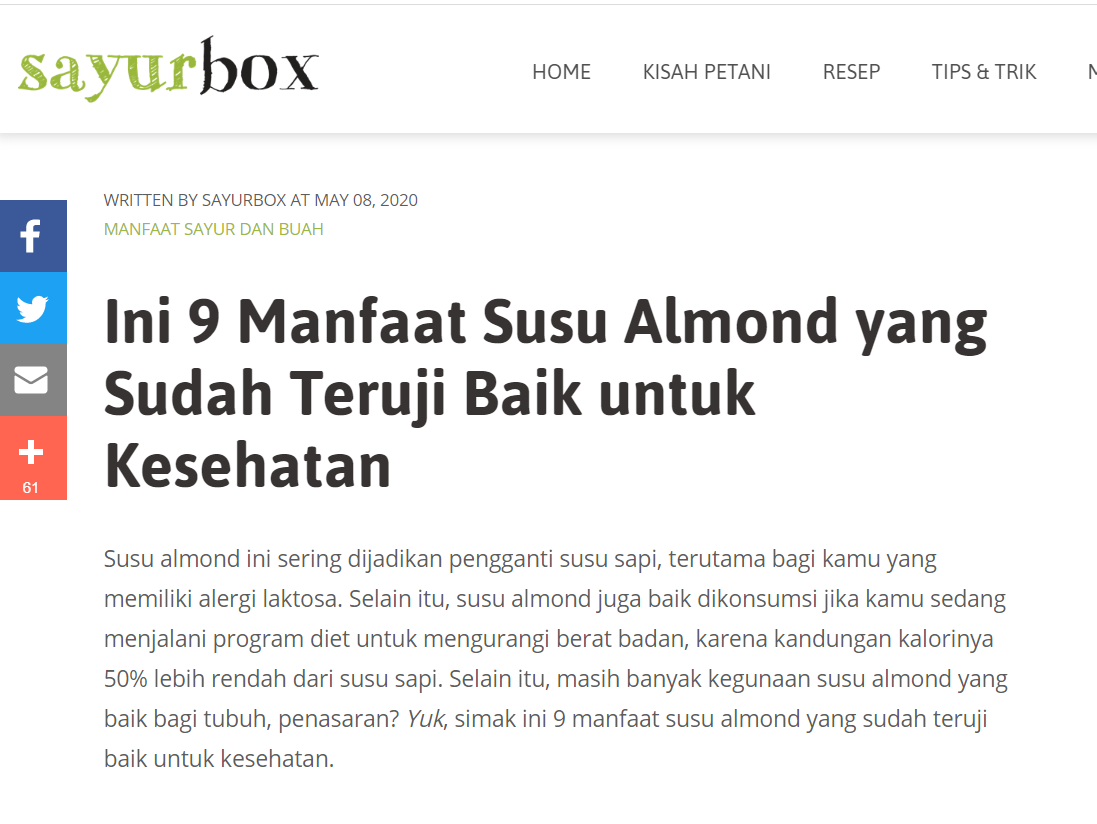 sayurbox
HOME KISAH PETANI RESEP TIPS & TRIK
WRITTEN BY SAYURBOX AT MAY 08, 2020
MANFAAT SAYUR DAN BUAH
Ini 9 Manfaat Susu Almond yang
Sudah Teruji Baik untuk
Kesehatan
61
Susu almond ini sering dijadikan pengganti susu sapi, terutama bagi kamu yang
memiliki alergi laktosa. Selain itu, susu almond juga baik dikonsumsi jika kamu sedang
menjalani program diet untuk mengurangi berat badan, karena kandungan kalorinya
50% lebih rendah dari susu sapi. Selain itu, masih banyak kegunaan susu almond yang
baik bagi tubuh, penasaran? Yuk, simak ini 9 manfaat susu almond yang sudah teruji
baik untuk kesehatan.